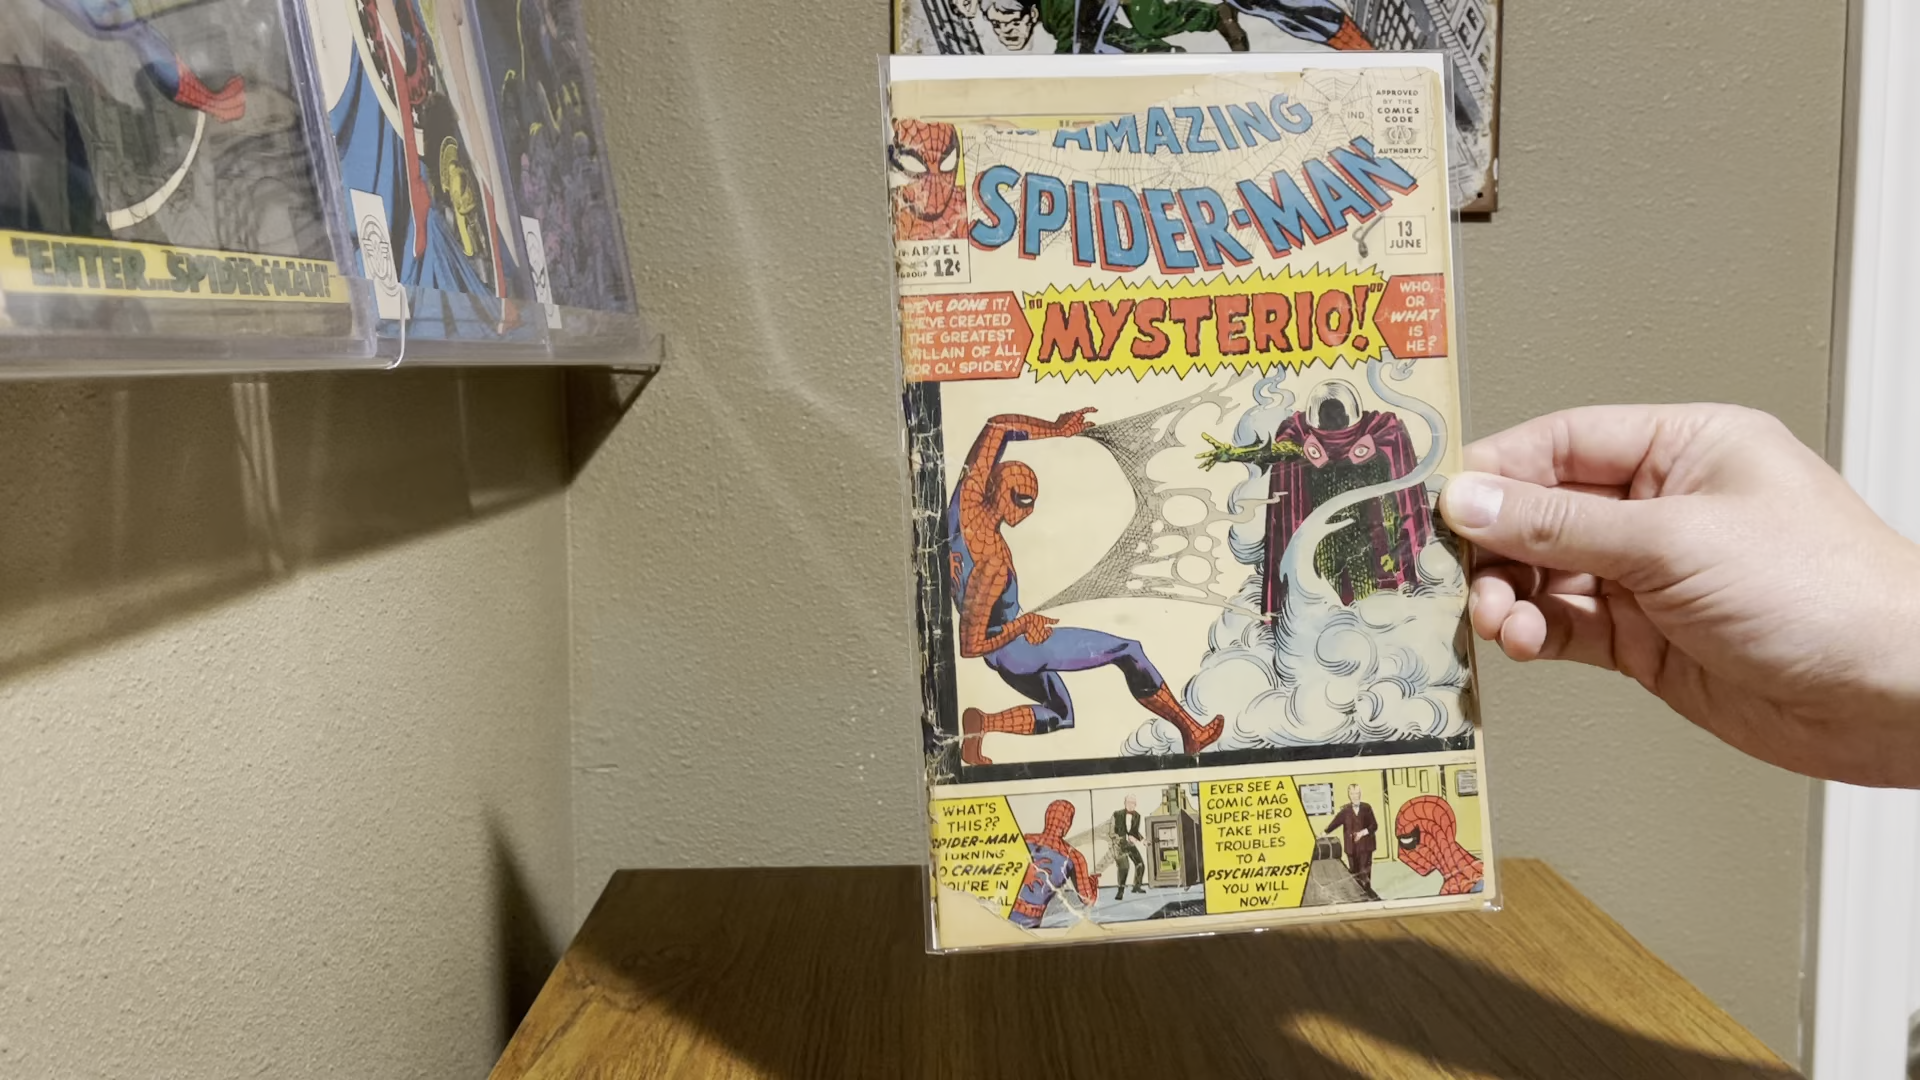 "ENTER...SPIDER-MAN!
AMAZING
SPIDER-MAN
IND
APPROVED
BY THE
COMICS
CODE
CA
AUTHORITY
MARVEL
GROUP 12¢
13
JUNE
WE'VE DONE IT!
WE'VE CREATED
THE GREATEST
VILLAIN OF ALL
FOR OL' SPIDEY!
"MYSTERIO!"
WHO,
OR
WHAT
IS
HE?
WHAT'S
THIS??
SPIDER-MAN
TURNING
O CRIME??
YOU'RE IN
EVER SEE A
COMIC MAG
SUPER-HERO
TAKE HIS
TROUBLES
TO A
PSYCHIATRIST?
YOU WILL
NOW!